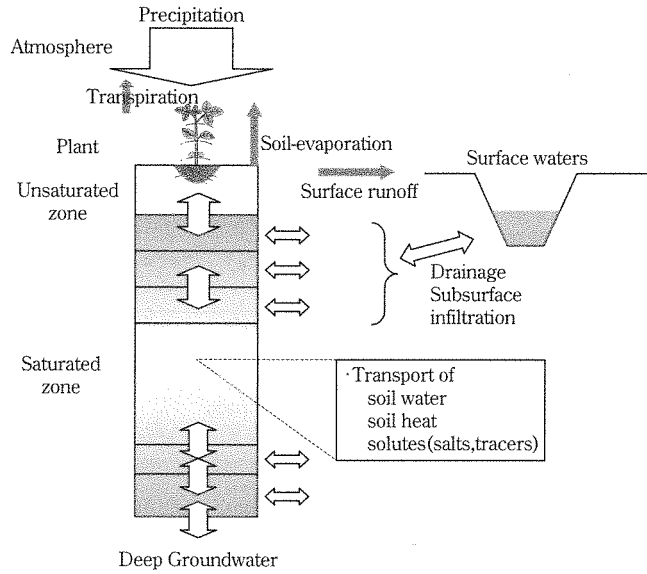 Precipitation
Atmosphere
Transpiration
Plant
Soil-evaporation
Surface waters
Unsaturated
zone
Surface runoff
Drainage
Subsurface
infiltration
Saturated
zone
·Transport of
soil water
soil heat
solutes(salts,tracers)
Deep Groundwater